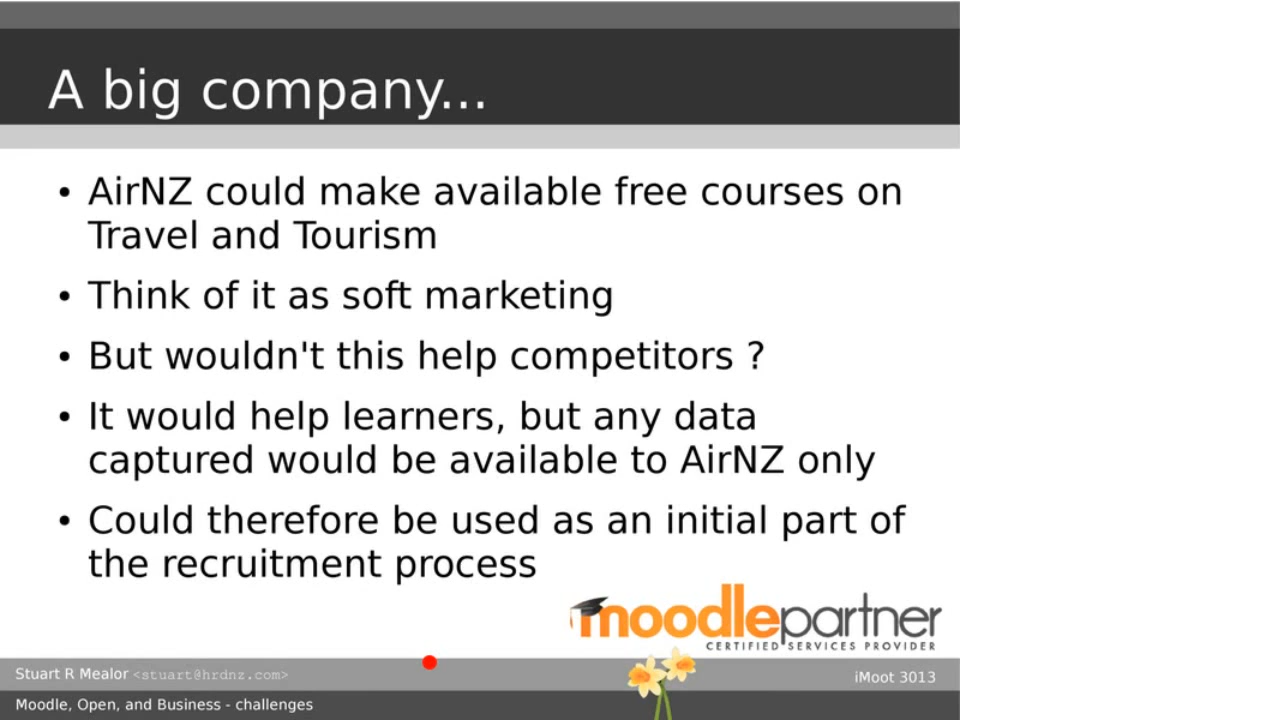 A big company...
• AirNZ could make available free courses on
Travel and Tourism
• Think of it as soft marketing
• But wouldn't this help competitors ?
• It would help learners, but any data
captured would be available to AirNZ only
• Could therefore be used as an initial part of
the recruitment process
moodlepartner
CERTIFIED SERVICES PROVIDER
Stuart R Mealor <stuart@hrdnz.com>
iMoot 3013
Moodle, Open, and Business - challenges